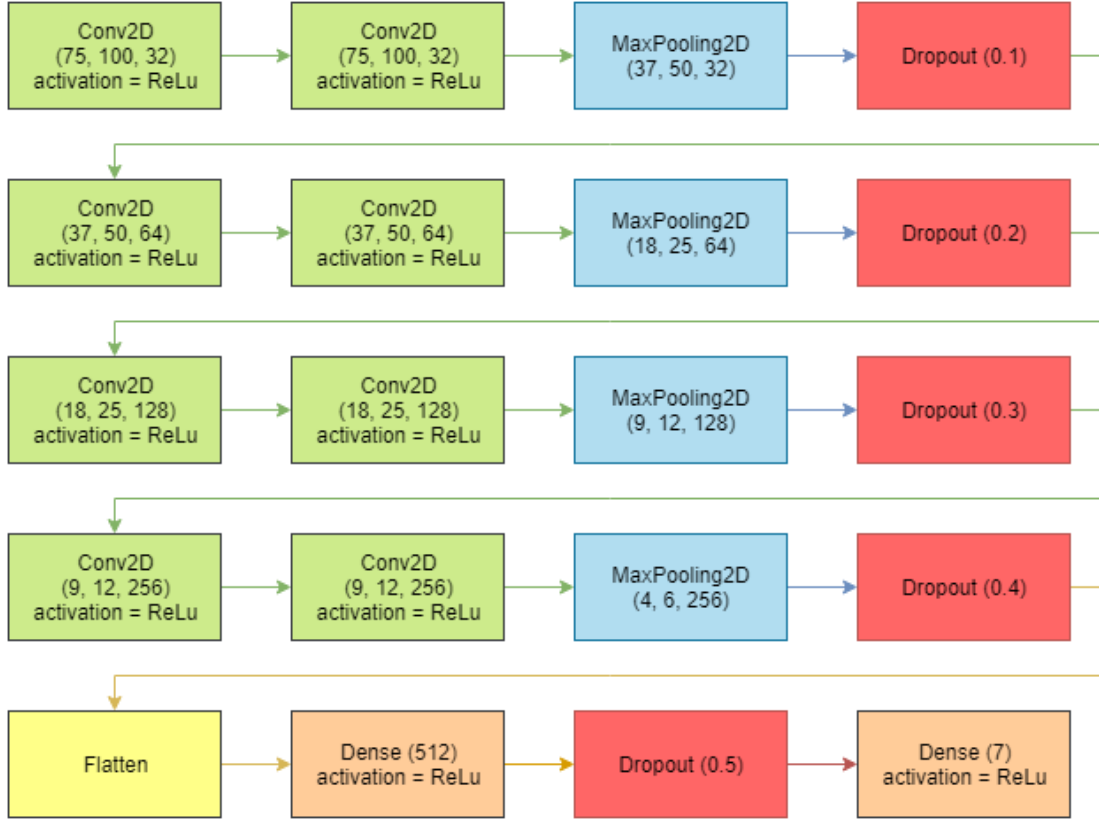 Conv2D
(75, 100, 32)
activation = ReLu
Conv2D
(75, 100, 32)
activation = ReLu
MaxPooling2D
(37, 50, 32)
Dropout (0.1)
Conv2D
(37, 50, 64)
activation = ReLu
Conv2D
(37, 50, 64)
activation = ReLu
MaxPooling2D
(18, 25, 64)
Dropout (0.2)
Conv2D
(18, 25, 128)
activation = ReLu
Conv2D
(18, 25, 128)
activation = ReLu
MaxPooling2D
(9, 12, 128)
Dropout (0.3)
Conv2D
(9, 12, 256)
activation = ReLu
Conv2D
(9, 12, 256)
activation = ReLu
MaxPooling2D
(4, 6, 256)
Dropout (0.4)
Flatten
Dense (512)
activation = ReLu
Dropout (0.5)
Dense (7)
activation = ReLu